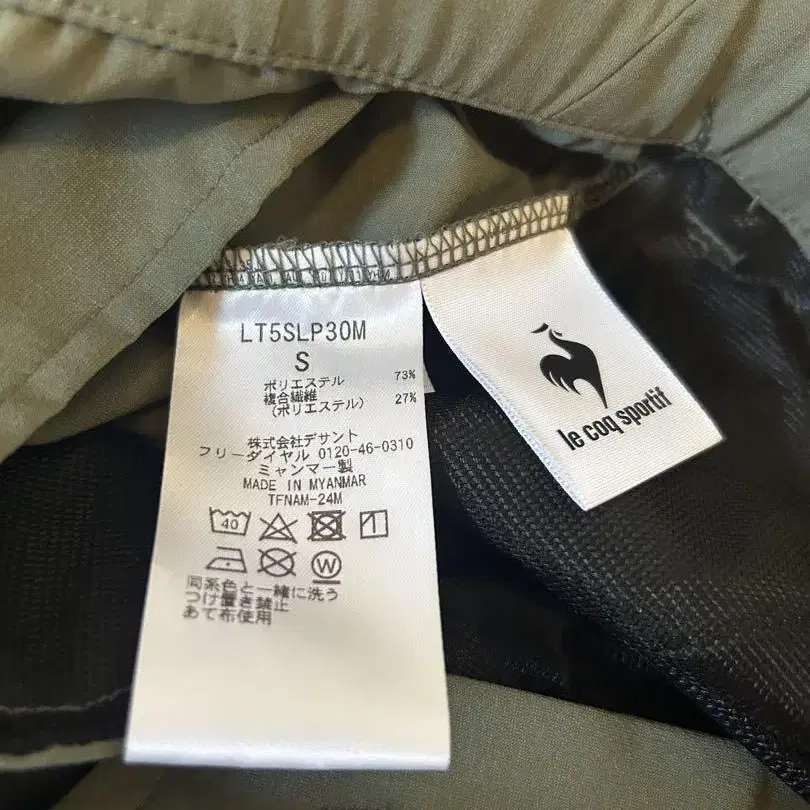 LT5SLP30M
S
ポリエステル 73%
複合繊維
(ポリエステル) 27%
株式会社デサント
フリーダイヤル 0120-46-0310
ミャンマー製
MADE IN MYANMAR
TFNAM-24M
40
W
同系色と一緒に洗う
つけ置き禁止
あて布使用
le coq sportif